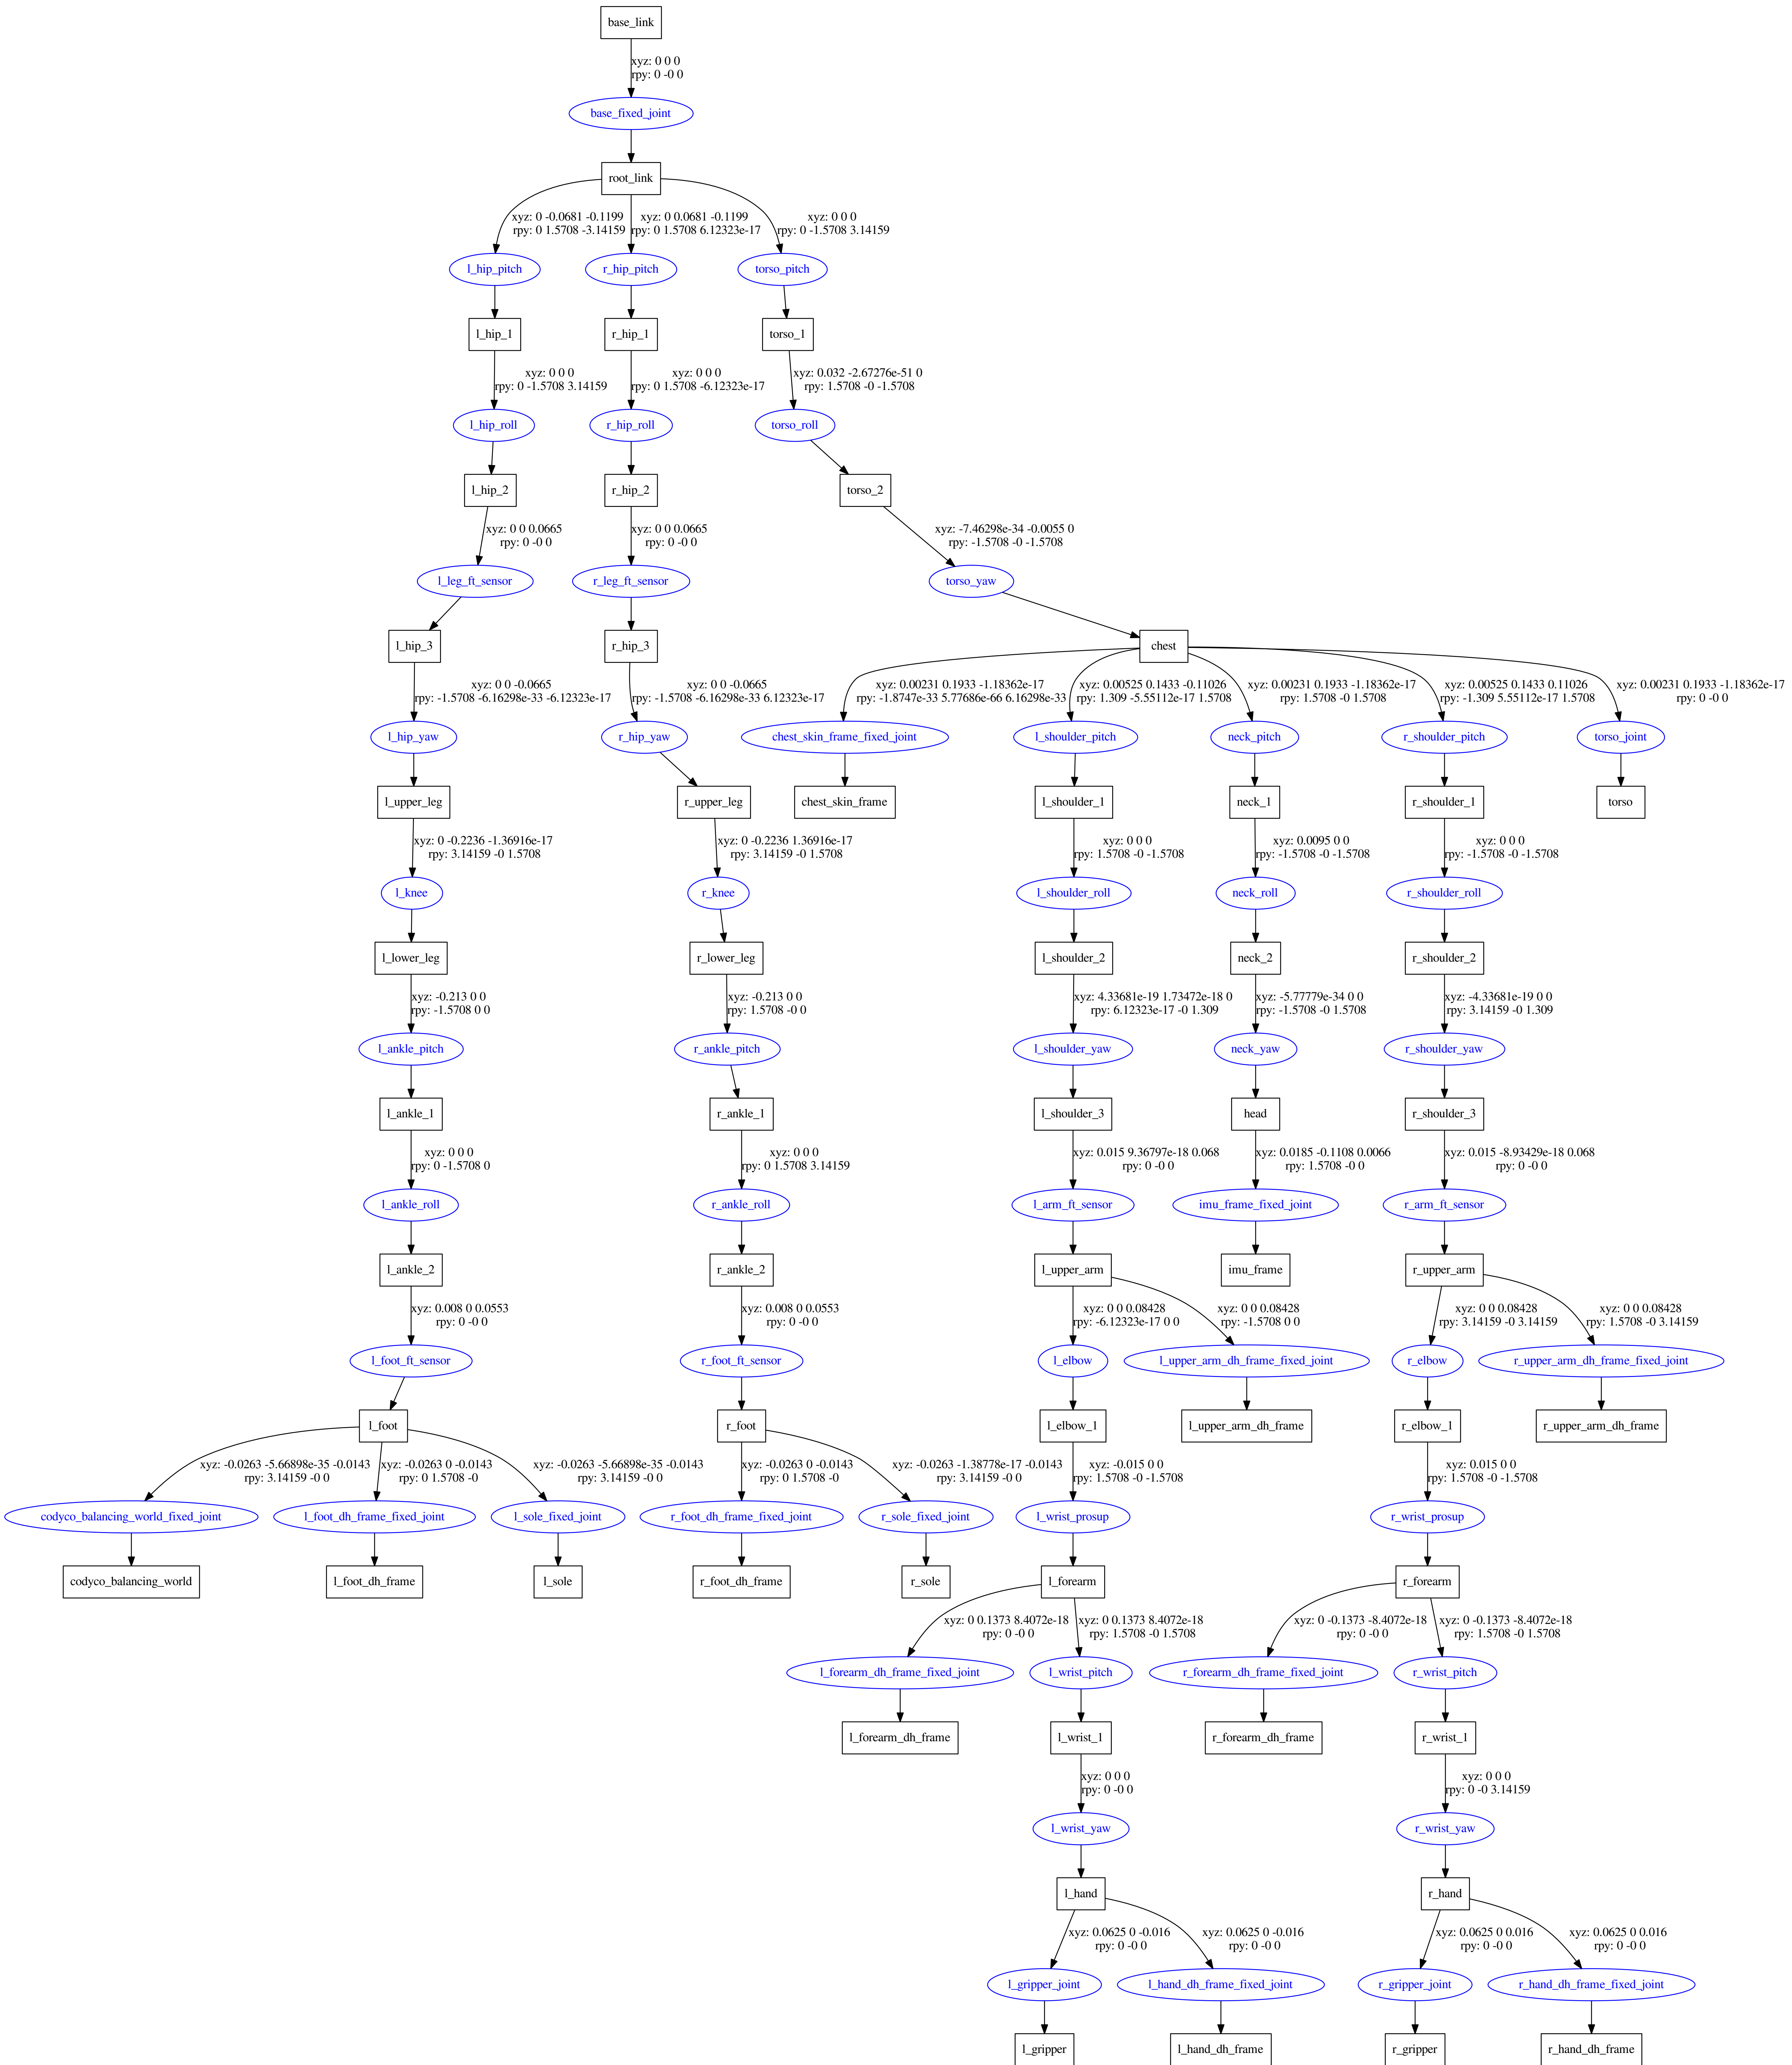 base_link
xyz: 0 0 0
rpy: 0 -0 0
base_fixed_joint
root_link
xyz: 0 -0.0681 -0.1199
rpy: 0 1.5708 -3.14159
xyz: 0 0.0681 -0.1199
rpy: 0 1.5708 6.12323e-17
xyz: 0 0 0
rpy: 0 -1.5708 3.14159
l_hip_pitch
r_hip_pitch
torso_pitch
l_hip_1
r_hip_1
torso_1
xyz: 0 0 0
rpy: 0 -1.5708 3.14159
xyz: 0 0 0
rpy: 0 1.5708 -6.12323e-17
xyz: 0.032 -2.67276e-51 0
rpy: 1.5708 -0 -1.5708
l_hip_roll
r_hip_roll
torso_roll
l_hip_2
r_hip_2
torso_2
xyz: 0 0 0.0665
rpy: 0 -0 0
xyz: 0 0 0.0665
rpy: 0 -0 0
xyz: -7.46298e-34 -0.0055 0
rpy: -1.5708 -0 -1.5708
l_leg_ft_sensor
r_leg_ft_sensor
torso_yaw
l_hip_3
r_hip_3
chest
xyz: 0 0 -0.0665
rpy: -1.5708 -6.16298e-33 -6.12323e-17
xyz: 0 0 -0.0665
rpy: -1.5708 -6.16298e-33 6.12323e-17
xyz: 0.00231 0.1933 -1.18362e-17
rpy: -1.8747e-33 5.77686e-66 6.16298e-33
xyz: 0.00525 0.1433 -0.11026
rpy: 1.309 -5.55112e-17 1.5708
xyz: 0.00231 0.1933 -1.18362e-17
rpy: 1.5708 -0 1.5708
xyz: 0.00525 0.1433 0.11026
rpy: -1.309 5.55112e-17 1.5708
xyz: 0.00231 0.1933 -1.18362e-17
rpy: 0 -0 0
l_hip_yaw
r_hip_yaw
chest_skin_frame_fixed_joint
l_shoulder_pitch
neck_pitch
r_shoulder_pitch
torso_joint
l_upper_leg
r_upper_leg
chest_skin_frame
l_shoulder_1
neck_1
r_shoulder_1
torso
xyz: 0 -0.2236 -1.36916e-17
rpy: 3.14159 -0 1.5708
xyz: 0 -0.2236 1.36916e-17
rpy: 3.14159 -0 1.5708
xyz: 0 0 0
rpy: 1.5708 -0 -1.5708
xyz: 0.0095 0 0
rpy: -1.5708 -0 -1.5708
xyz: 0 0 0
rpy: -1.5708 -0 -1.5708
l_knee
r_knee
l_shoulder_roll
neck_roll
r_shoulder_roll
l_lower_leg
r_lower_leg
l_shoulder_2
neck_2
r_shoulder_2
xyz: -0.213 0 0
rpy: -1.5708 0 0
xyz: -0.213 0 0
rpy: 1.5708 -0 0
xyz: 4.33681e-19 1.73472e-18 0
rpy: 6.12323e-17 -0 1.309
xyz: -5.77779e-34 0 0
rpy: -1.5708 -0 1.5708
xyz: -4.33681e-19 0 0
rpy: 3.14159 -0 1.309
l_ankle_pitch
r_ankle_pitch
l_shoulder_yaw
neck_yaw
r_shoulder_yaw
l_ankle_1
r_ankle_1
l_shoulder_3
head
r_shoulder_3
xyz: 0 0 0
rpy: 0 -1.5708 0
xyz: 0 0 0
rpy: 0 1.5708 3.14159
xyz: 0.015 9.36797e-18 0.068
rpy: 0 -0 0
xyz: 0.0185 -0.1108 0.0066
rpy: 1.5708 -0 0
xyz: 0.015 -8.93429e-18 0.068
rpy: 0 -0 0
l_ankle_roll
r_ankle_roll
l_arm_ft_sensor
imu_frame_fixed_joint
r_arm_ft_sensor
l_ankle_2
r_ankle_2
l_upper_arm
imu_frame
r_upper_arm
xyz: 0.008 0 0.0553
rpy: 0 -0 0
xyz: 0.008 0 0.0553
rpy: 0 -0 0
xyz: 0 0 0.08428
rpy: -6.12323e-17 0 0
xyz: 0 0 0.08428
rpy: -1.5708 0 0
xyz: 0 0 0.08428
rpy: 3.14159 -0 3.14159
xyz: 0 0 0.08428
rpy: 1.5708 -0 3.14159
l_foot_ft_sensor
r_foot_ft_sensor
l_elbow
l_upper_arm_dh_frame_fixed_joint
r_elbow
r_upper_arm_dh_frame_fixed_joint
l_foot
r_foot
l_elbow_1
l_upper_arm_dh_frame
r_elbow_1
r_upper_arm_dh_frame
xyz: -0.0263 -5.66898e-35 -0.0143
rpy: 3.14159 -0 0
xyz: -0.0263 0 -0.0143
rpy: 0 1.5708 -0
xyz: -0.0263 -5.66898e-35 -0.0143
rpy: 3.14159 -0 0
xyz: -0.0263 0 -0.0143
rpy: 0 1.5708 -0
xyz: -0.0263 -1.38778e-17 -0.0143
rpy: 3.14159 -0 0
xyz: -0.015 0 0
rpy: 1.5708 -0 -1.5708
xyz: 0.015 0 0
rpy: 1.5708 -0 -1.5708
codyco_balancing_world_fixed_joint
l_foot_dh_frame_fixed_joint
l_sole_fixed_joint
r_foot_dh_frame_fixed_joint
r_sole_fixed_joint
l_wrist_prosup
r_wrist_prosup
codyco_balancing_world
l_foot_dh_frame
l_sole
r_foot_dh_frame
r_sole
l_forearm
r_forearm
xyz: 0 0.1373 8.4072e-18
rpy: 0 -0 0
xyz: 0 0.1373 8.4072e-18
rpy: 1.5708 -0 1.5708
xyz: 0 -0.1373 -8.4072e-18
rpy: 0 -0 0
xyz: 0 -0.1373 -8.4072e-18
rpy: 1.5708 -0 1.5708
l_forearm_dh_frame_fixed_joint
l_wrist_pitch
r_forearm_dh_frame_fixed_joint
r_wrist_pitch
l_forearm_dh_frame
l_wrist_1
r_forearm_dh_frame
r_wrist_1
xyz: 0 0 0
rpy: 0 -0 0
xyz: 0 0 0
rpy: 0 -0 3.14159
l_wrist_yaw
r_wrist_yaw
l_hand
r_hand
xyz: 0.0625 0 -0.016
rpy: 0 -0 0
xyz: 0.0625 0 -0.016
rpy: 0 -0 0
xyz: 0.0625 0 0.016
rpy: 0 -0 0
xyz: 0.0625 0 0.016
rpy: 0 -0 0
l_gripper_joint
l_hand_dh_frame_fixed_joint
r_gripper_joint
r_hand_dh_frame_fixed_joint
l_gripper
l_hand_dh_frame
r_gripper
r_hand_dh_frame